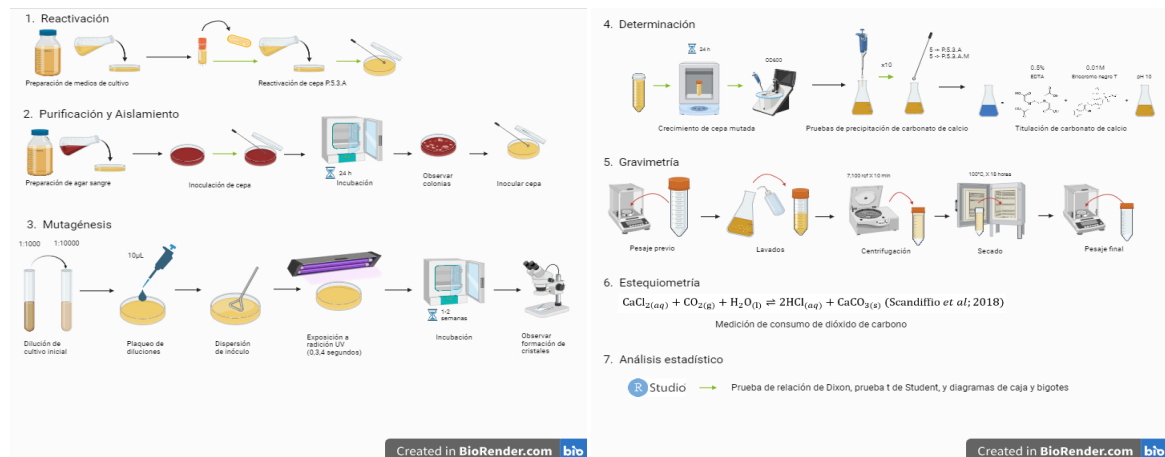 1. Reactivación
Preparación de medios de cultivo
Reactivación de cepa P.5.3.A
2. Purificación y Aislamiento
Preparación de agar sangre
Inoculación de cepa
24 h
Incubación
Observar
colonias
Inocular cepa
3. Mutagénesis
1:1000
1:10000
10μL
Dilución de
cultivo inicial
Plaqueo de
diluciones
Dispersión
de inóculo
Exposición a
radición UV
(0,3,4 segundos)
1-2
semanas
Incubación
Observar
formación de
cristales
Created in BioRender.com bio
4. Determinación
24 h
OD600
Crecimiento de cepa mutada
x10
5 -> P.5.3.A
5 -> P.5.3.A.M
Pruebas de precipitación de carbonato de calcio
0.5%
EDTA
0.01M
Eriocromo negro T
pH 10
Titulación de carbonato de calcio
5. Gravimetría
Pesaje previo
Lavados
7,100 rcf X 10 min
Centrifugación
100°C, X 15 horas
Secado
Pesaje final
6. Estequiometría
CaCl₂(aq) + CO₂(g) + H₂O(l) ⇌ 2HCl(aq) + CaCO₃(s) (Scandiffio et al; 2018)
Medición de consumo de dióxido de carbono
7. Análisis estadístico
R Studio
Prueba de relación de Dixon, prueba t de Student, y diagramas de caja y bigotes
Created in BioRender.com bio